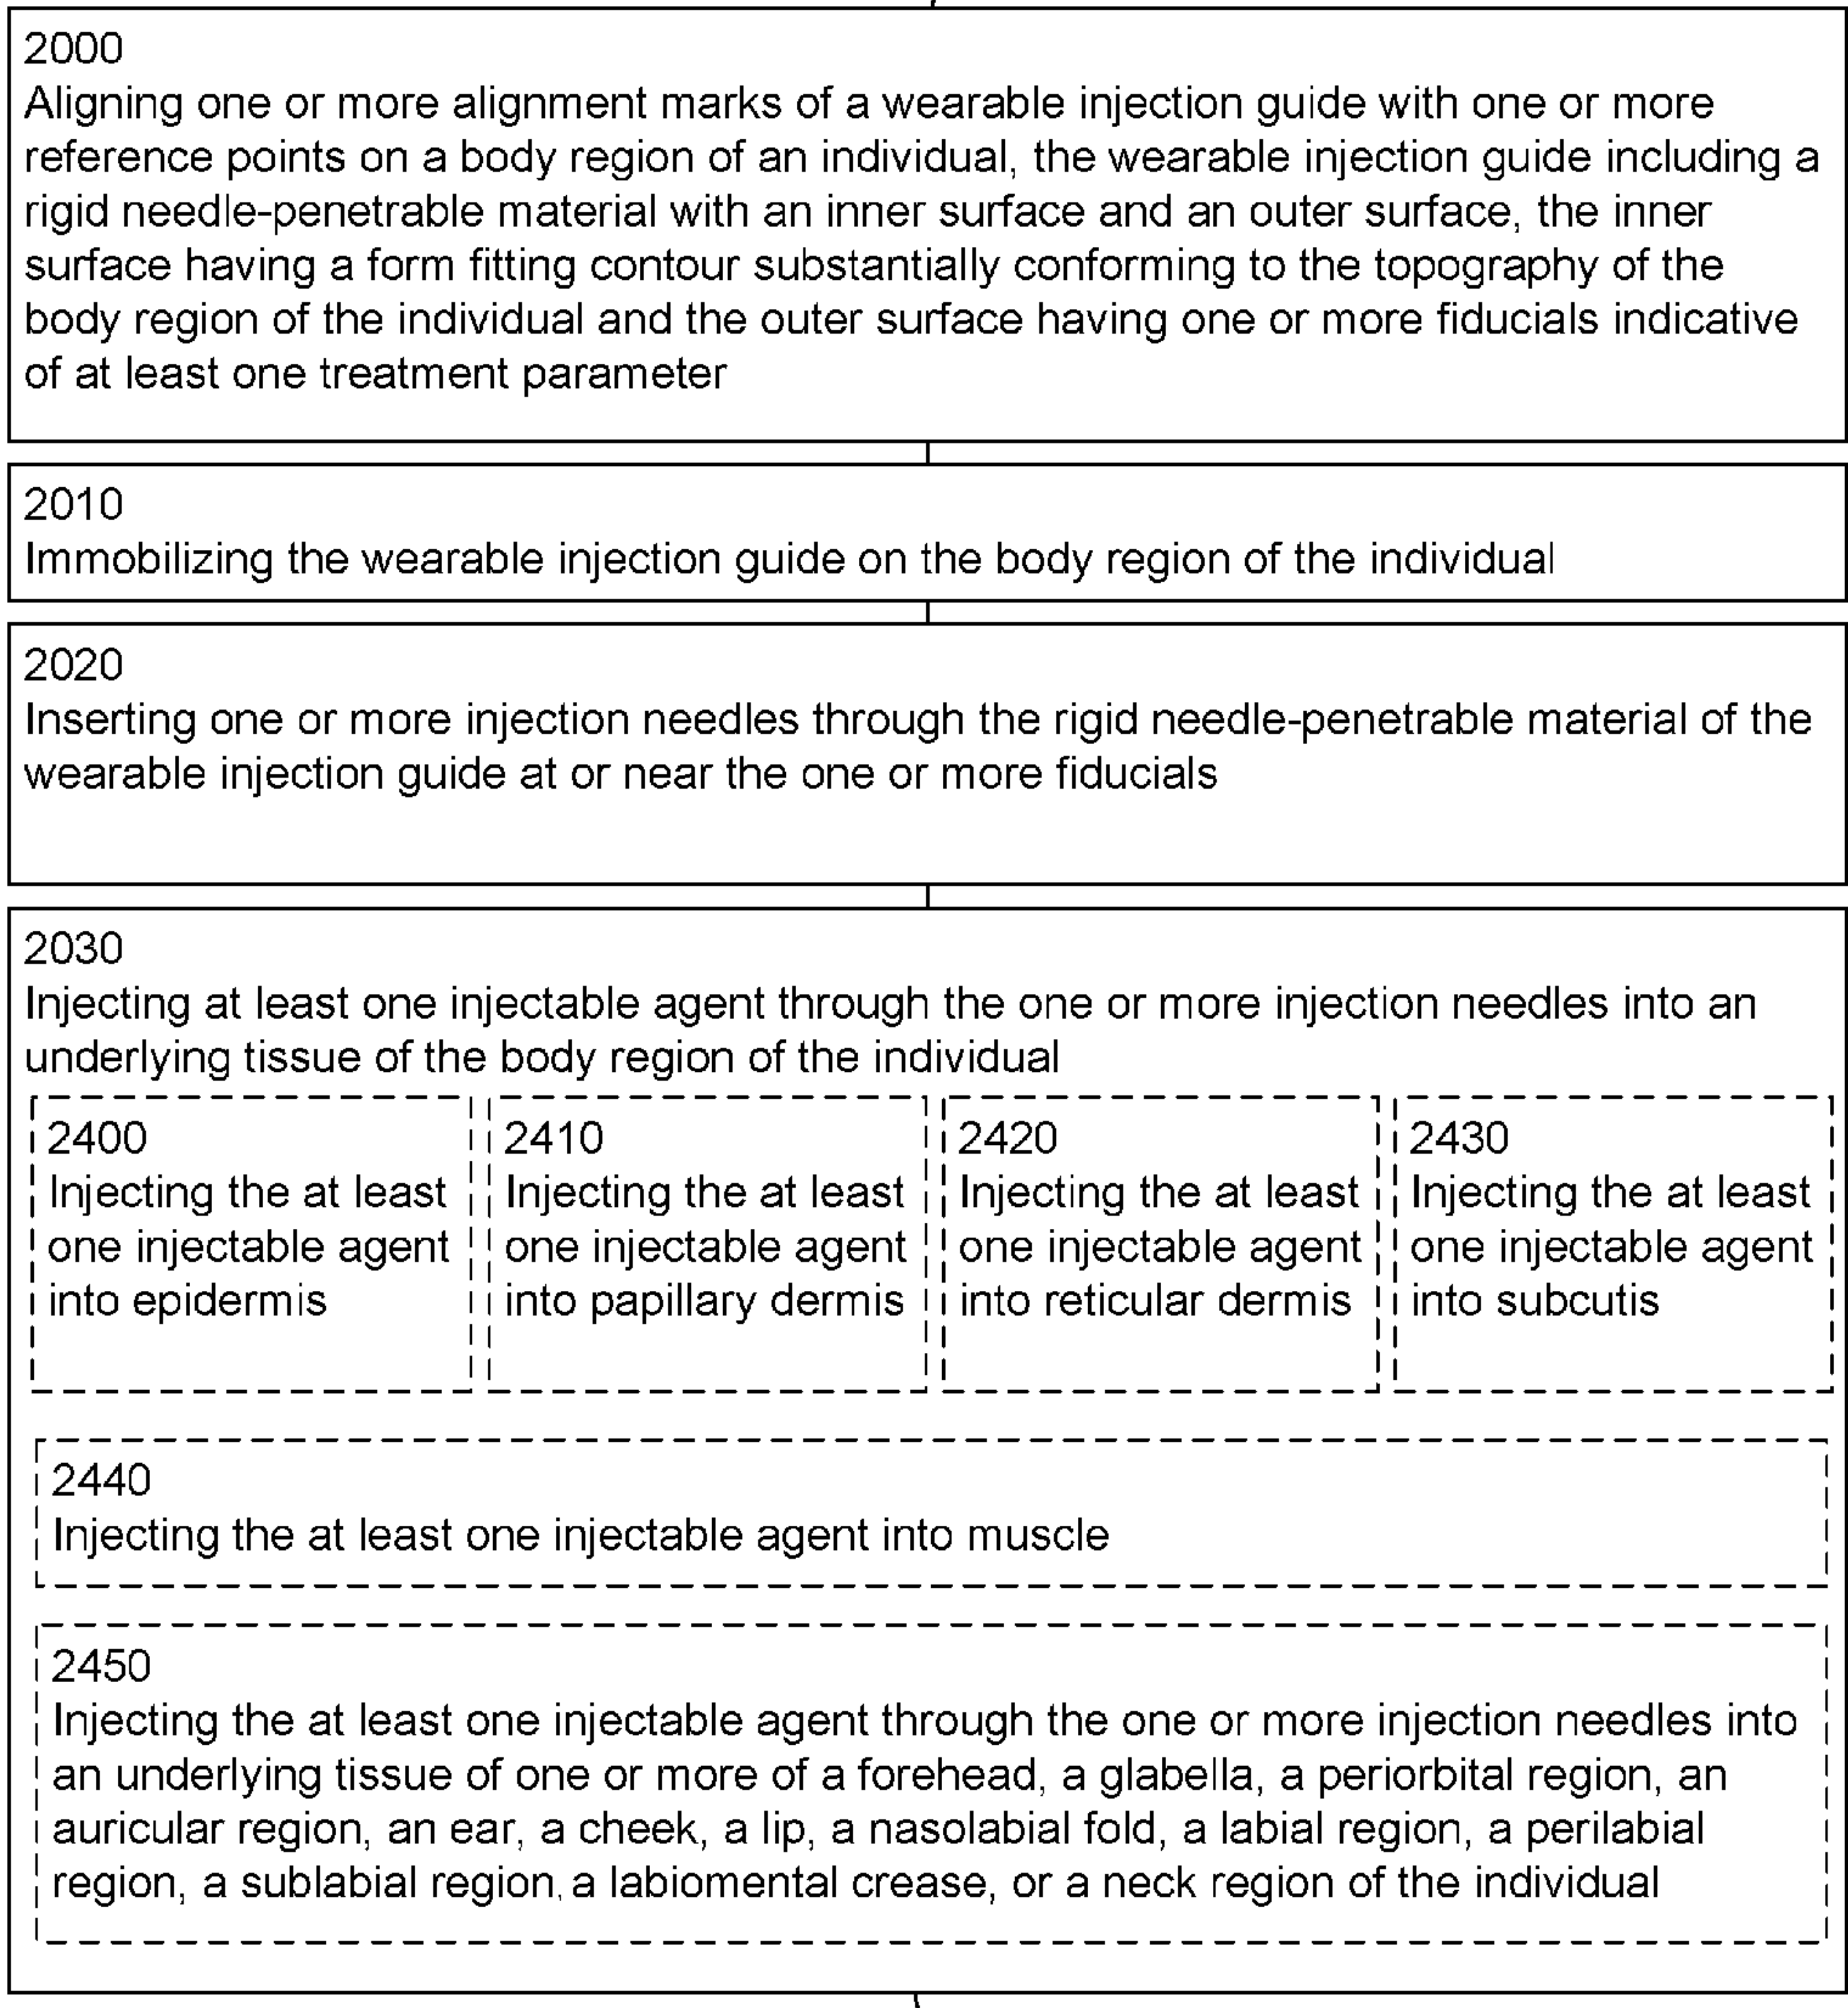 2000
Aligning one or more alignment marks of a wearable injection guide with one or more
reference points on a body region of an individual, the wearable injection guide including a
rigid needle-penetrable material with an inner surface and an outer surface, the inner
surface having a form fitting contour substantially conforming to the topography of the
body region of the individual and the outer surface having one or more fiducials indicative
of at least one treatment parameter
2010
Immobilizing the wearable injection guide on the body region of the individual
2020
Inserting one or more injection needles through the rigid needle-penetrable material of the
wearable injection guide at or near the one or more fiducials
2030
Injecting at least one injectable agent through the one or more injection needles into an
underlying tissue of the body region of the individual
2400
Injecting the at least
one injectable agent
into epidermis
2410
Injecting the at least
one injectable agent
into papillary dermis
2420
Injecting the at least
one injectable agent
into reticular dermis
2430
Injecting the at least
one injectable agent
into subcutis
2440
Injecting the at least one injectable agent into muscle
2450
Injecting the at least one injectable agent through the one or more injection needles into
an underlying tissue of one or more of a forehead, a glabella, a periorbital region, an
auricular region, an ear, a cheek, a lip, a nasolabial fold, a labial region, a perilabial
region, a sublabial region, a labiomental crease, or a neck region of the individual